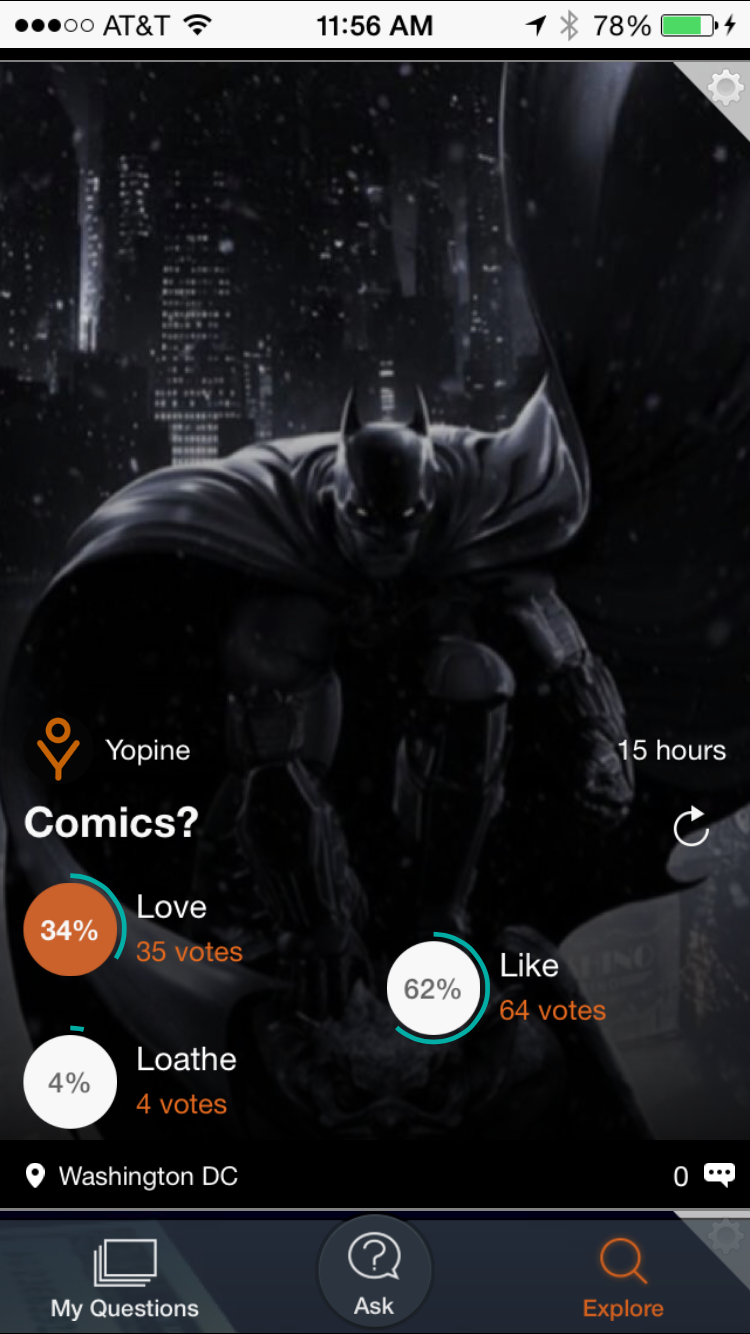 AT&T 11:56 AM 78%
Yopine 15 hours
Comics?
34% Love
35 votes
62% Like
64 votes
4% Loathe
4 votes
Washington DC 0
My Questions Ask Explore